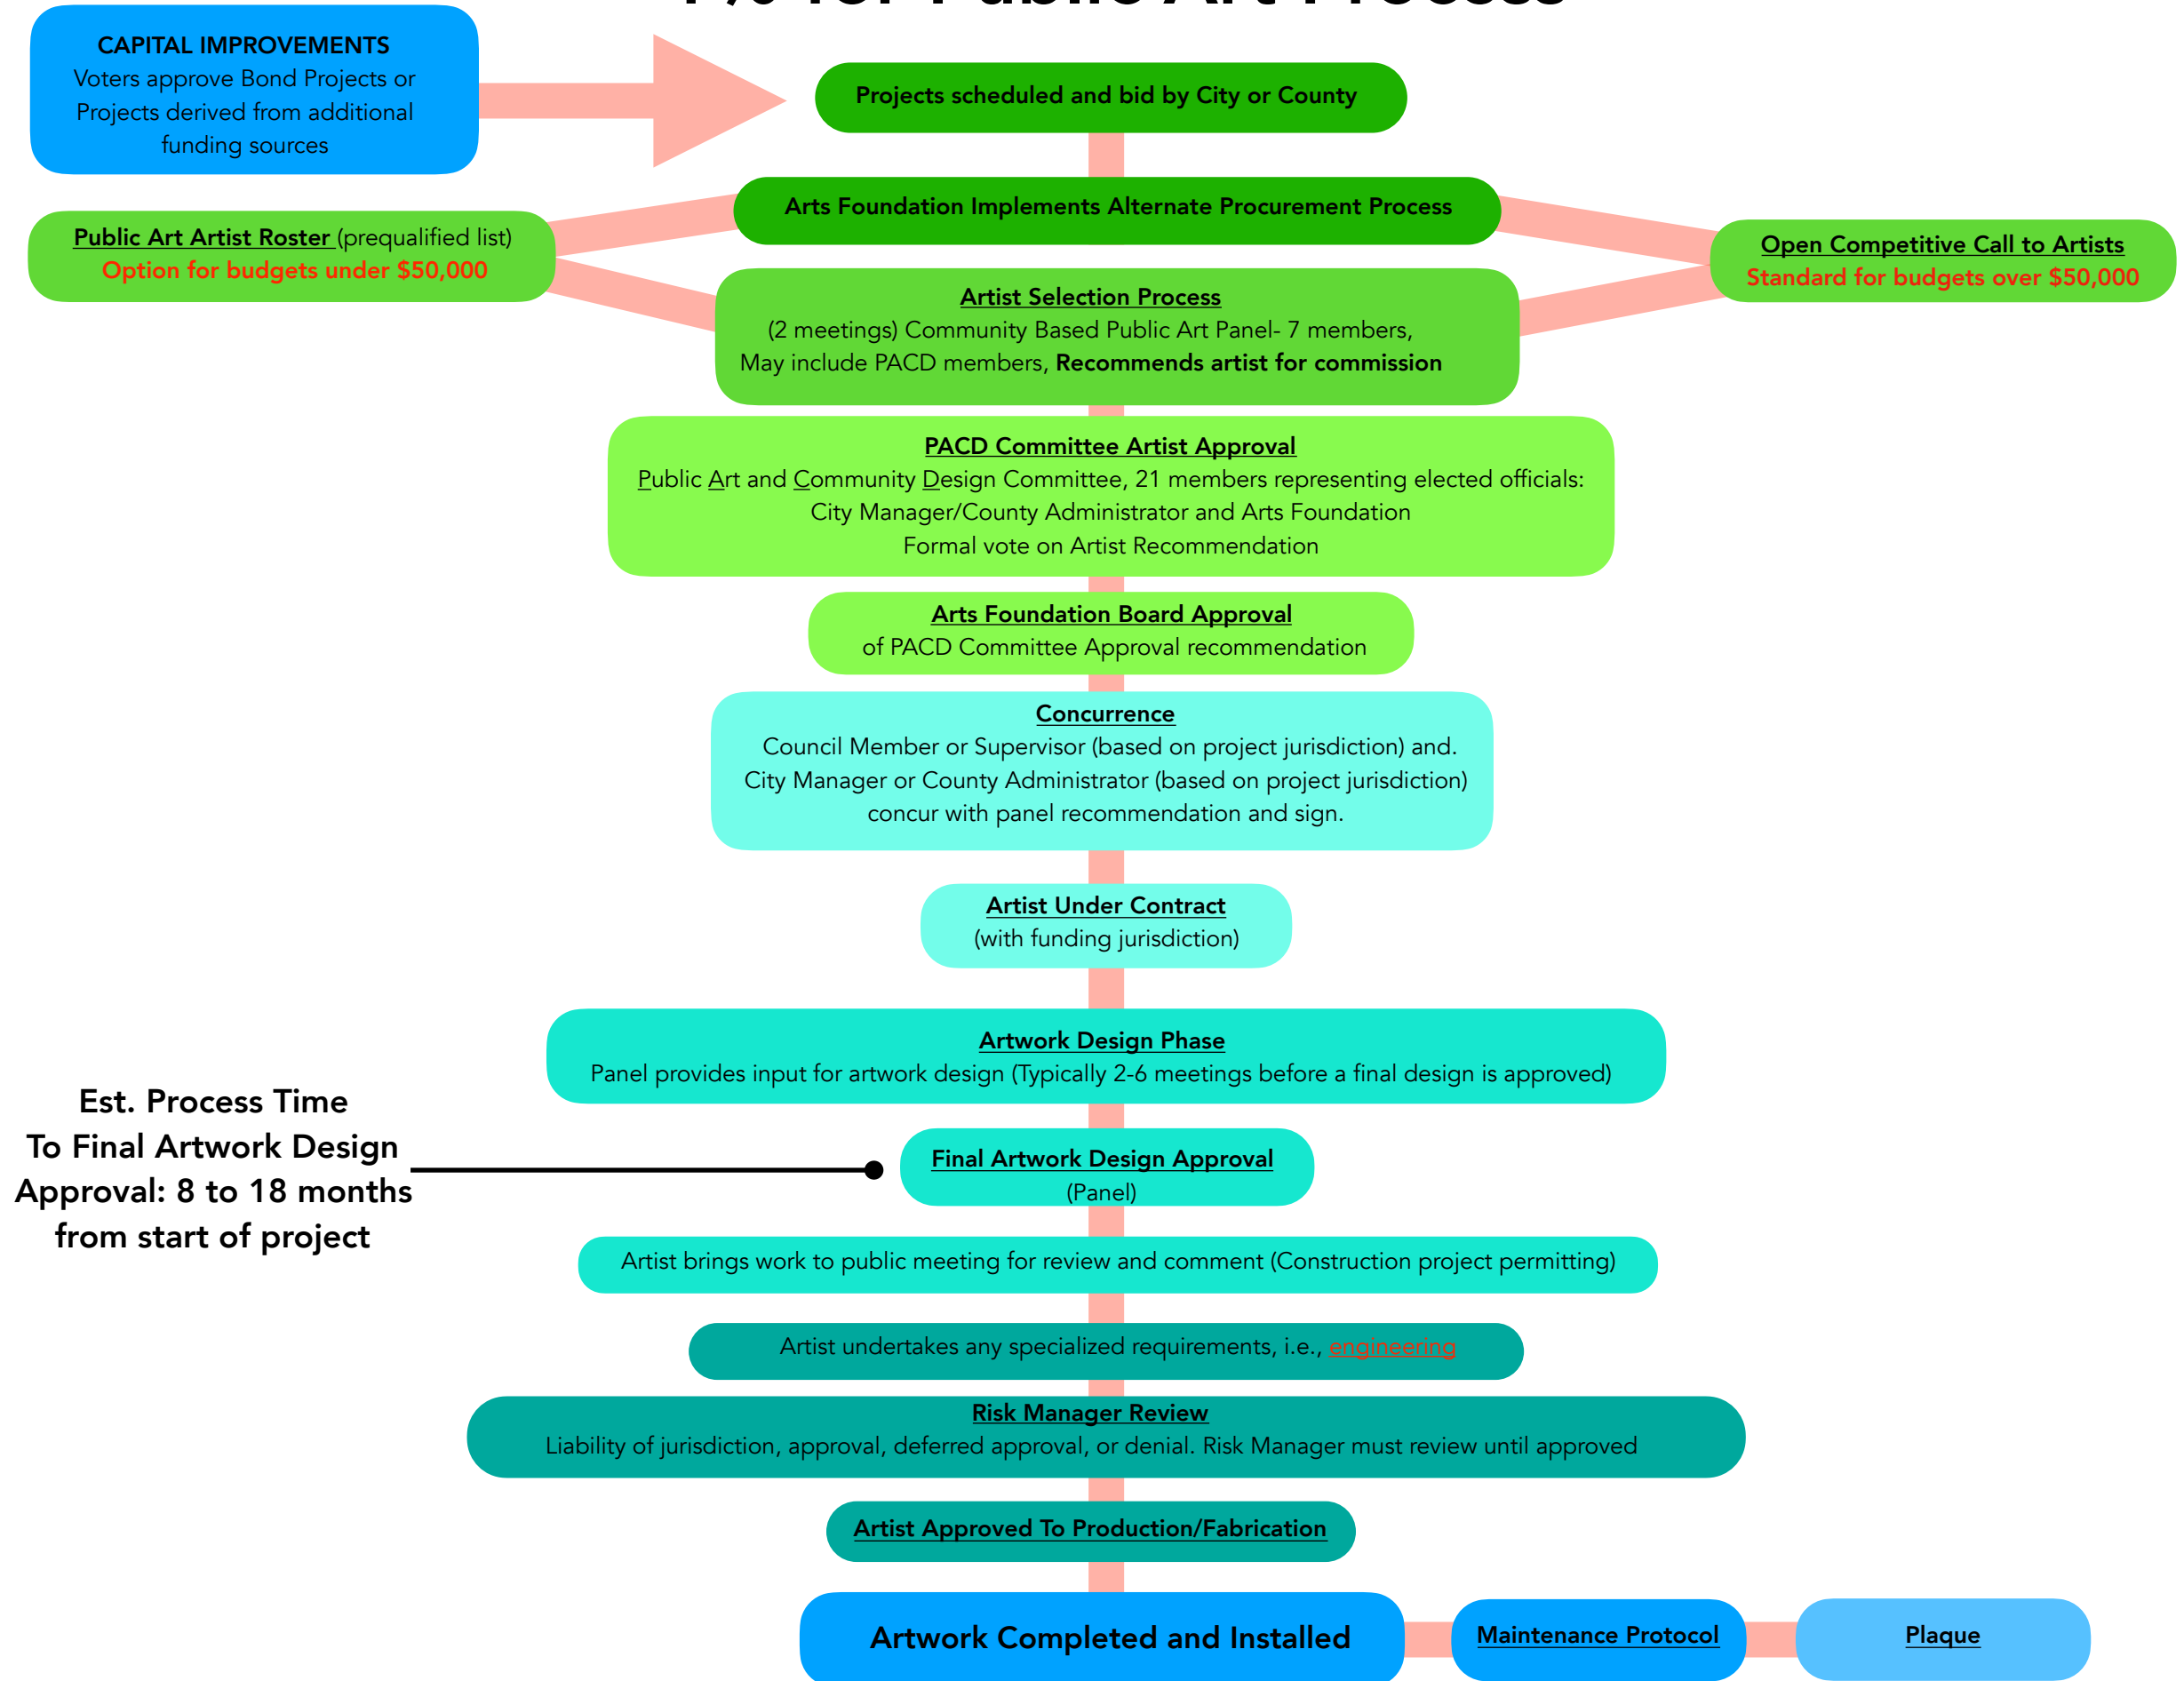 1% for Public Art Process
CAPITAL IMPROVEMENTS
Voters approve Bond Projects or
Projects derived from additional
funding sources
Projects scheduled and bid by City or County
Arts Foundation Implements Alternate Procurement Process
Public Art Artist Roster (prequalified list)
Option for budgets under $50,000
Open Competitive Call to Artists
Standard for budgets over $50,000
Artist Selection Process
(2 meetings) Community Based Public Art Panel- 7 members,
May include PACD members, Recommends artist for commission
PACD Committee Artist Approval
Public Art and Community Design Committee, 21 members representing elected officials:
City Manager/County Administrator and Arts Foundation
Formal vote on Artist Recommendation
Arts Foundation Board Approval
of PACD Committee Approval recommendation
Concurrence
Council Member or Supervisor (based on project jurisdiction) and.
City Manager or County Administrator (based on project jurisdiction)
concur with panel recommendation and sign.
Artist Under Contract
(with funding jurisdiction)
Artwork Design Phase
Panel provides input for artwork design (Typically 2-6 meetings before a final design is approved)
Est. Process Time
To Final Artwork Design
Approval: 8 to 18 months
from start of project
Final Artwork Design Approval
(Panel)
Artist brings work to public meeting for review and comment (Construction project permitting)
Artist undertakes any specialized requirements, i.e., engineering
Risk Manager Review
Liability of jurisdiction, approval, deferred approval, or denial. Risk Manager must review until approved
Artist Approved To Production/Fabrication
Artwork Completed and Installed
Maintenance Protocol
Plaque